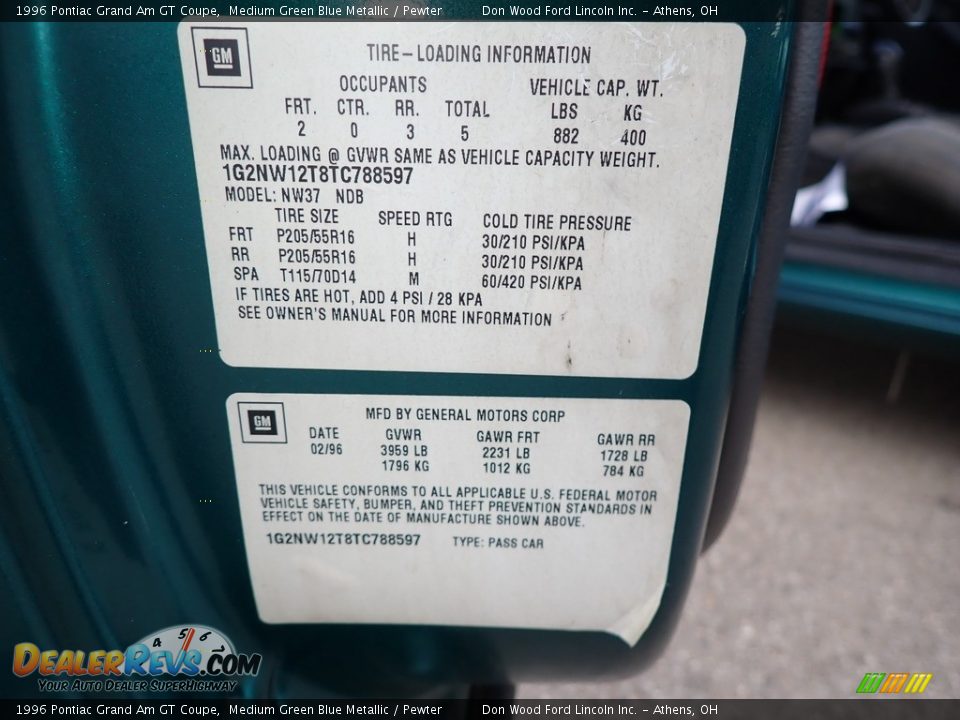 1996 Pontiac Grand Am GT Coupe, Medium Green Blue Metallic / Pewter Don Wood Ford Lincoln Inc. - Athens, OH
GM
TIRE-LOADING INFORMATION
OCCUPANTS VEHICLE CAP. WT.
FRT. CTR. RR. TOTAL LBS KG
2 0 3 5 882 400
MAX. LOADING @ GVWR SAME AS VEHICLE CAPACITY WEIGHT.
1G2NW12T8TC788597
MODEL: NW37 NDB
TIRE SIZE SPEED RTG COLD TIRE PRESSURE
FRT P205/55R16 H 30/210 PSI/KPA
RR P205/55R16 H 30/210 PSI/KPA
SPA T115/70D14 M 60/420 PSI/KPA
IF TIRES ARE HOT, ADD 4 PSI / 28 KPA
SEE OWNER'S MANUAL FOR MORE INFORMATION
GM
MFD BY GENERAL MOTORS CORP
DATE GVWR GAWR FRT GAWR RR
02/96 3959 LB 2231 LB 1728 LB
1796 KG 1012 KG 784 KG
THIS VEHICLE CONFORMS TO ALL APPLICABLE U.S. FEDERAL MOTOR
VEHICLE SAFETY, BUMPER, AND THEFT PREVENTION STANDARDS IN
EFFECT ON THE DATE OF MANUFACTURE SHOWN ABOVE.
1G2NW12T8TC788597 TYPE: PASS CAR
4 5 6
DEALERREVS.COM
YOUR AUTO DEALER SUPERHIGHWAY
1996 Pontiac Grand Am GT Coupe, Medium Green Blue Metallic / Pewter Don Wood Ford Lincoln Inc. - Athens, OH